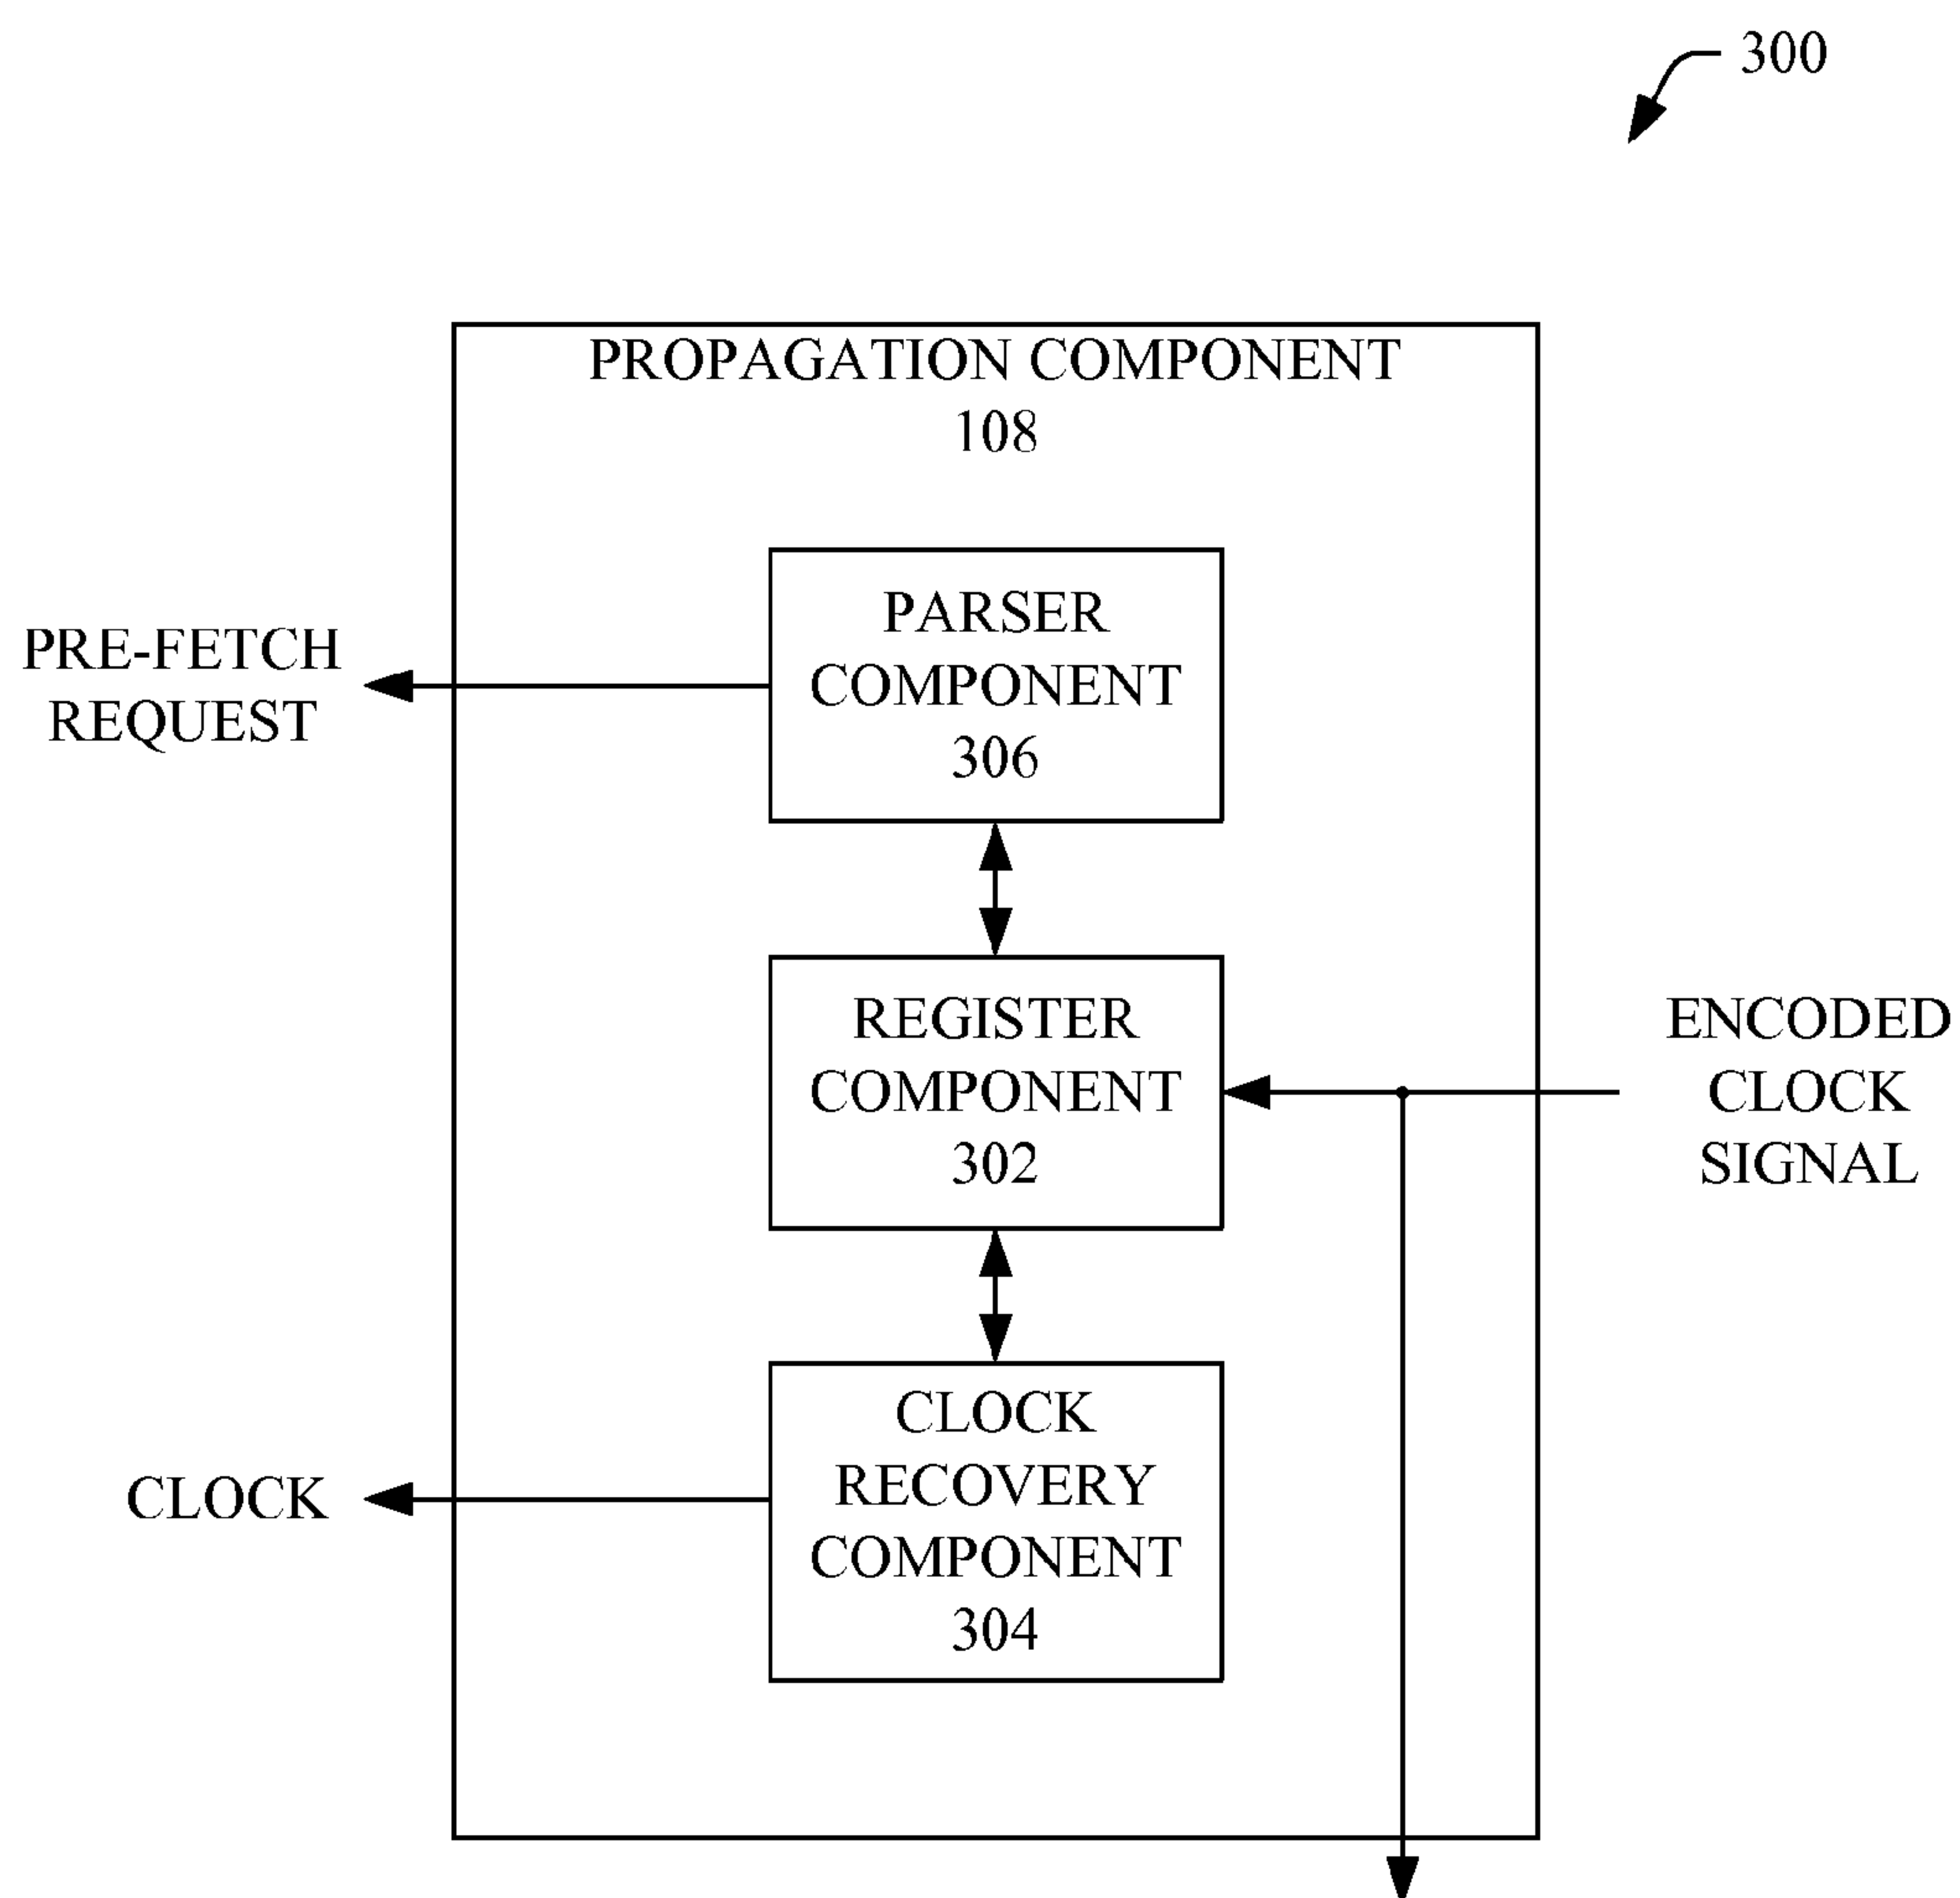 300
PROPAGATION COMPONENT
108
PARSER
COMPONENT
306
PRE-FETCH
REQUEST
REGISTER
COMPONENT
302
ENCODED
CLOCK
SIGNAL
CLOCK
RECOVERY
COMPONENT
304
CLOCK